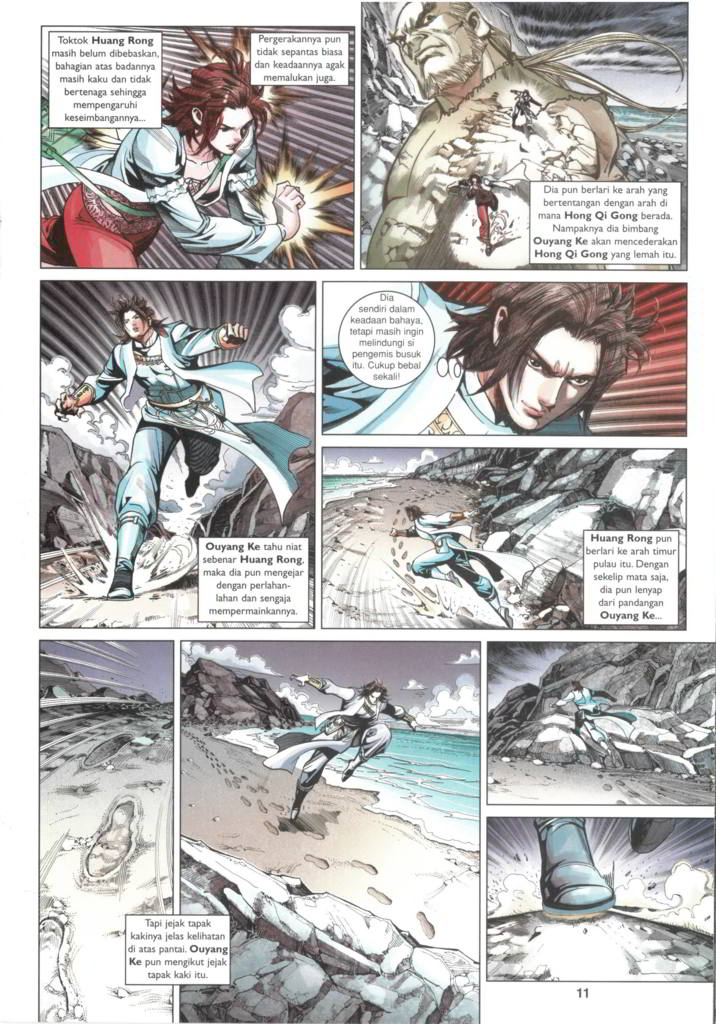 Toktok Huang Rong
masih belum dibebaskan,
bahagian atas badannya
masih kaku dan tidak
bertenaga sehingga
mempengaruhi
keseimbangannya...
Pergerakannya pun
tidak sepantas biasa
dan keadaannya agak
memalukan juga.
Dia pun berlari ke arah yang
bertentangan dengan arah di
mana Hong Qi Gong berada.
Nampaknya dia bimbang
Ouyang Ke akan mencederakan
Hong Qi Gong yang lemah itu.
Ouyang Ke tahu niat
sebenar Huang Rong,
maka dia pun mengejar
dengan perlahan-
lahan dan sengaja
mempermainkannya.
Dia
sendiri dalam
keadaan bahaya,
tetapi masih ingin
melindungi si
pengemis busuk
itu. Cukup bebal
sekali!
Huang Rong pun
berlari ke arah timur
pulau itu. Dengan
sekelip mata saja,
dia pun lenyap
dari pandangan
Ouyang Ke...
Tapi jejak tapak
kakinya jelas kelihatan
di atas pantai. Ouyang
Ke pun mengikut jejak
tapak kaki itu.
11